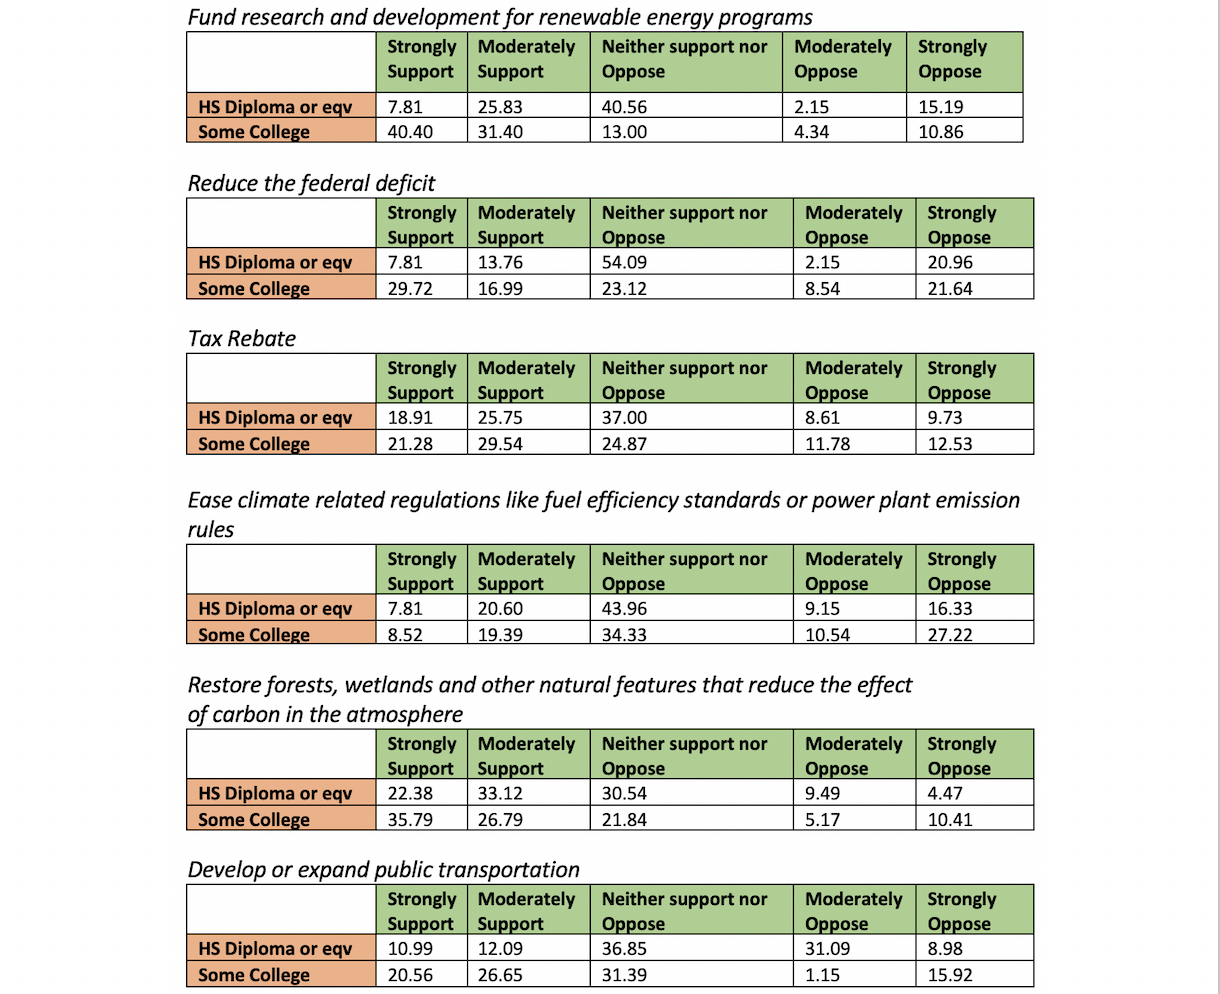 Fund research and development for renewable energy programs
Strongly Support Moderately Support Neither support nor Oppose Moderately Oppose Strongly Oppose
HS Diploma or eqv 7.81 25.83 40.56 2.15 15.19
Some College 40.40 31.40 13.00 4.34 10.86
Reduce the federal deficit
Strongly Support Moderately Support Neither support nor Oppose Moderately Oppose Strongly Oppose
HS Diploma or eqv 7.81 13.76 54.09 2.15 20.96
Some College 29.72 16.99 23.12 8.54 21.64
Tax Rebate
Strongly Support Moderately Support Neither support nor Oppose Moderately Oppose Strongly Oppose
HS Diploma or eqv 18.91 25.75 37.00 8.61 9.73
Some College 21.28 29.54 24.87 11.78 12.53
Ease climate related regulations like fuel efficiency standards or power plant emission
rules
Strongly Support Moderately Support Neither support nor Oppose Moderately Oppose Strongly Oppose
HS Diploma or eqv 7.81 20.60 43.96 9.15 16.33
Some College 8.52 19.39 34.33 10.54 27.22
Restore forests, wetlands and other natural features that reduce the effect
of carbon in the atmosphere
Strongly Support Moderately Support Neither support nor Oppose Moderately Oppose Strongly Oppose
HS Diploma or eqv 22.38 33.12 30.54 9.49 4.47
Some College 35.79 26.79 21.84 5.17 10.41
Develop or expand public transportation
Strongly Support Moderately Support Neither support nor Oppose Moderately Oppose Strongly Oppose
HS Diploma or eqv 10.99 12.09 36.85 31.09 8.98
Some College 20.56 26.65 31.39 1.15 15.92